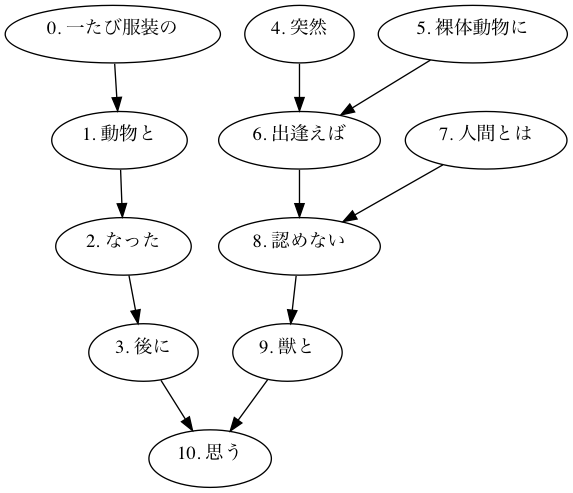 0. 一たび服装の
4. 突然
5. 裸体動物に
1. 動物と
6. 出逢えば
7. 人間とは
2. なった
8. 認めない
3. 後に
9. 獣と
10. 思う